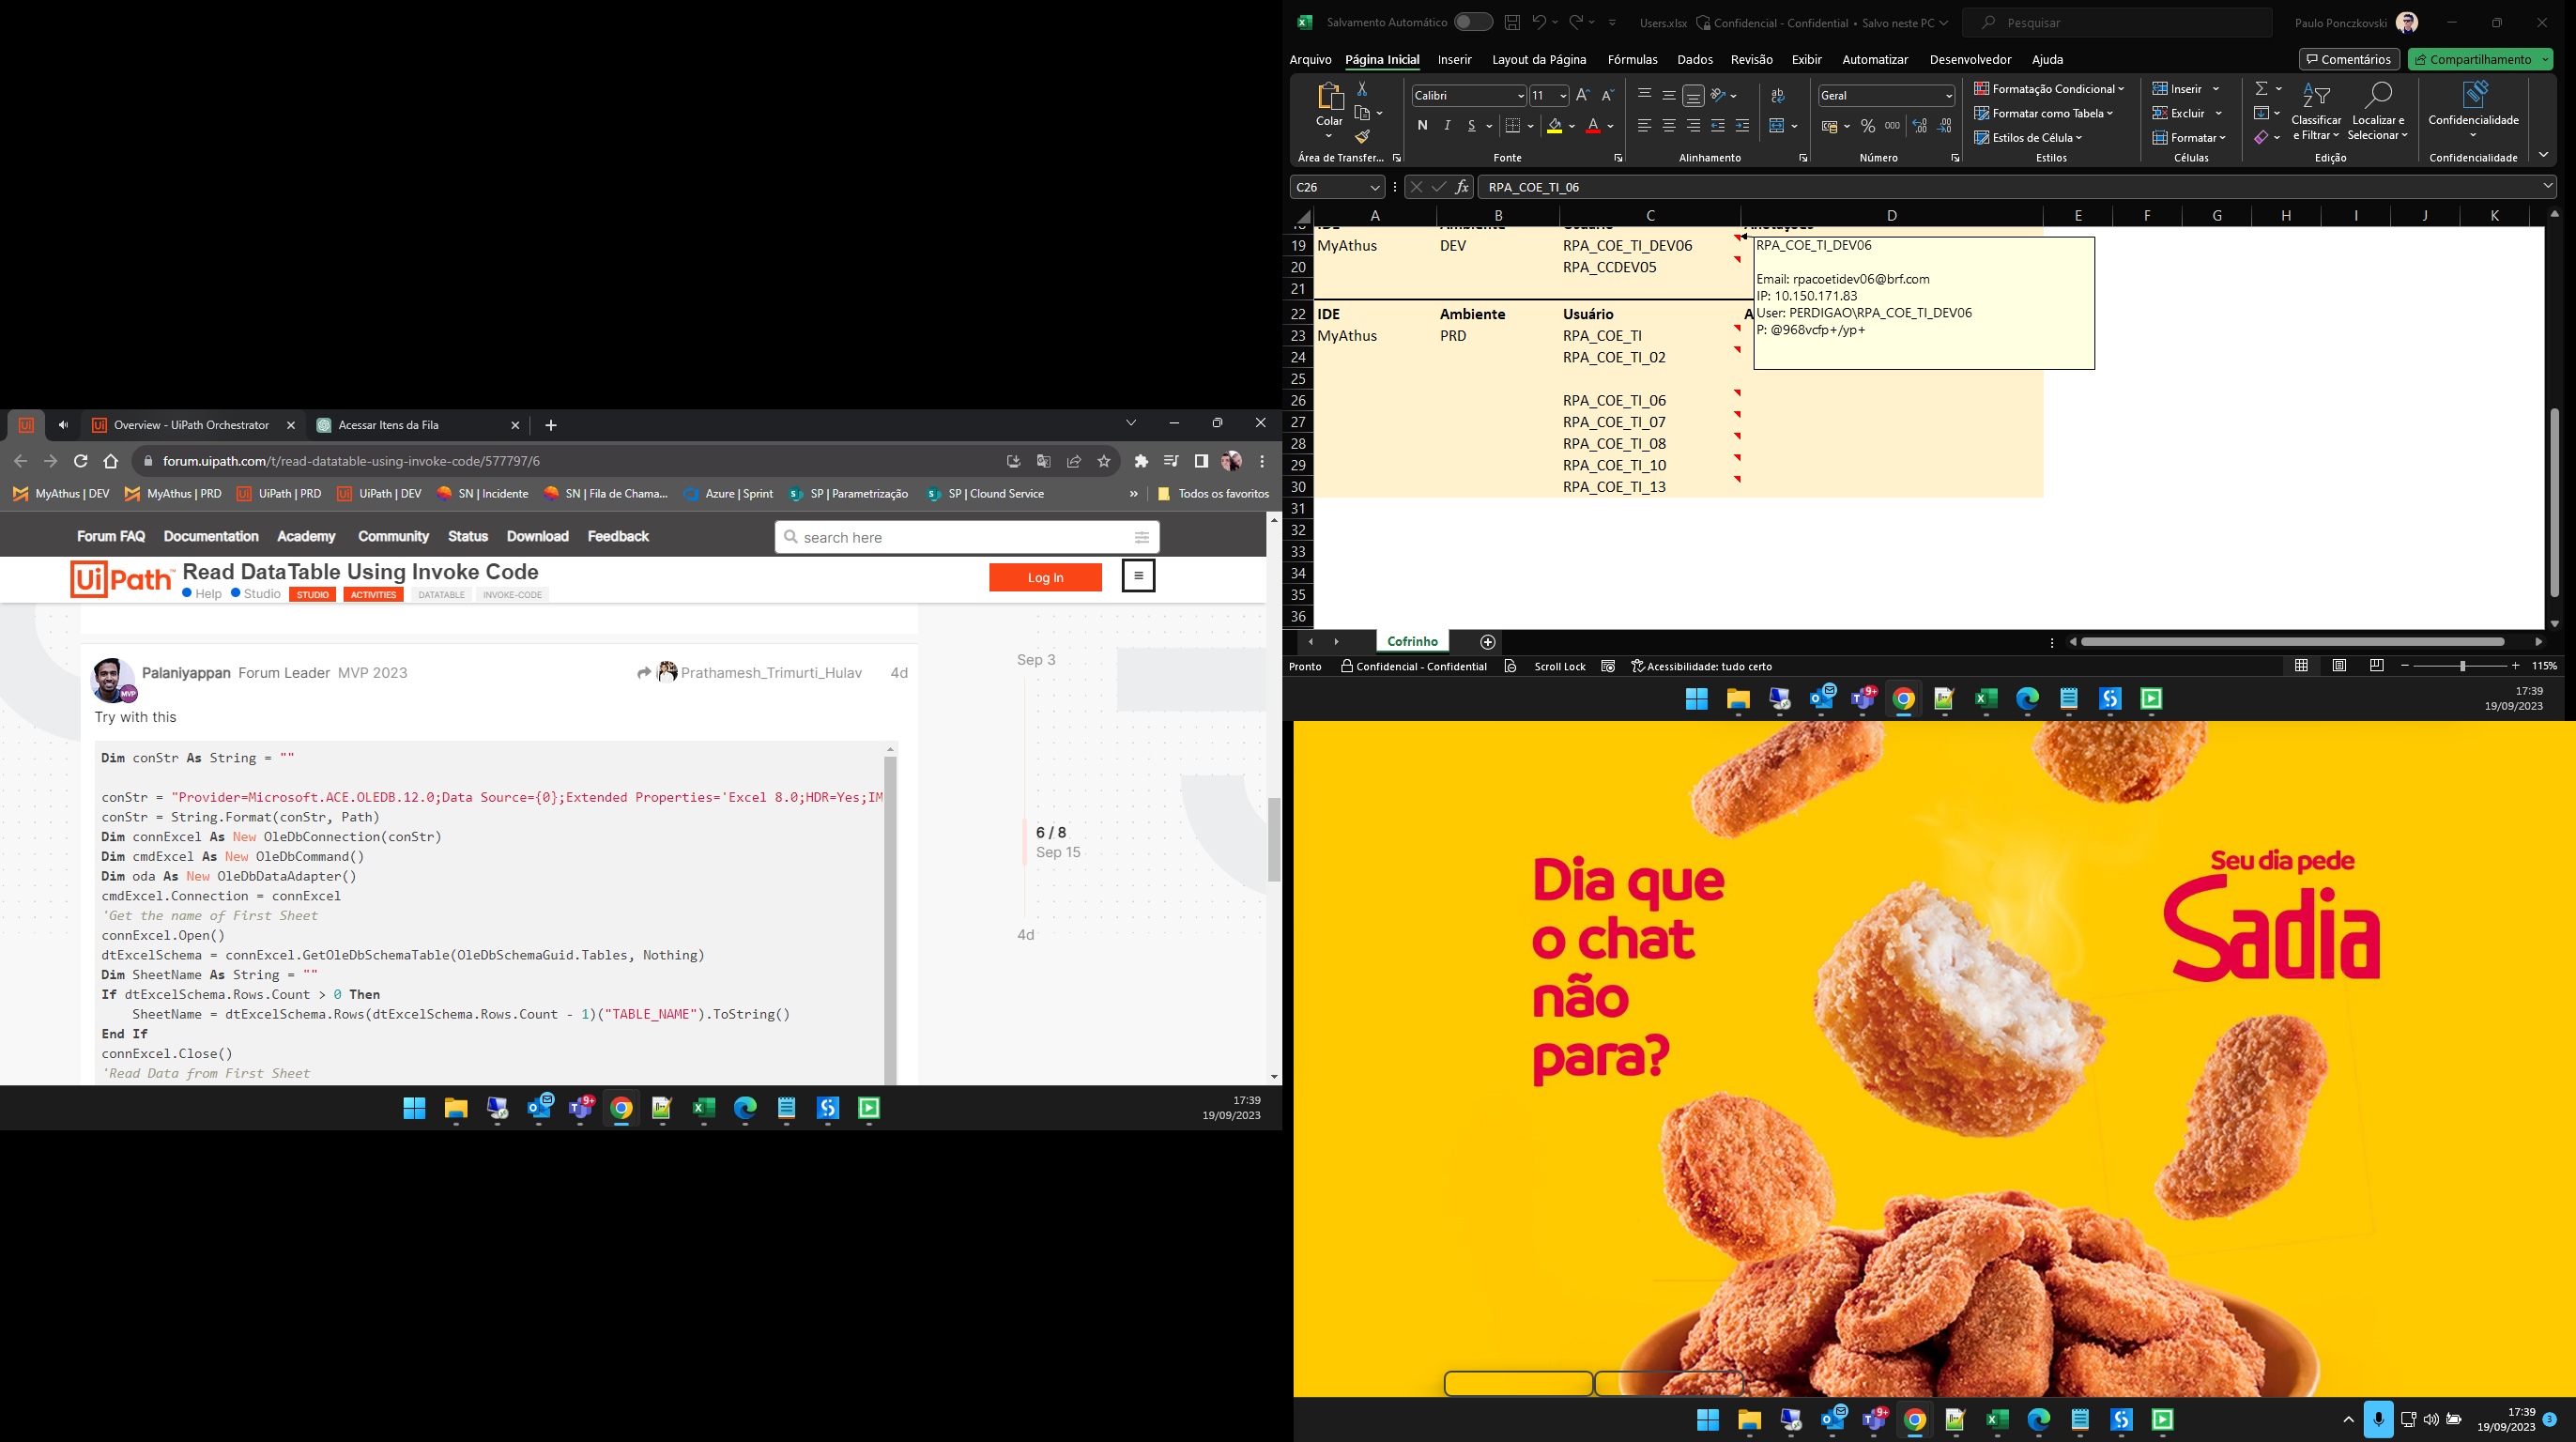 Salvamento Automático
Users.xlsx
Confidencial - Confidential • Salvo neste PC
Pesquisar
Paulo Ponczkovski
Arquivo Página Inicial Inserir Layout da Página Fórmulas Dados Revisão Exibir Automatizar Desenvolvedor Ajuda
Comentários
Compartilhamento
Colar
Calibri
11
N I S
Geral
% 000
Formatação Condicional
Formatar como Tabela
Estilos de Célula
Inserir
Excluir
Formatar
Classificar e Filtrar
Localizar e Selecionar
Confidencialidade
Área de Transfer... Fonte Alinhamento Número Estilos Células Edição Confidencialidade
C26
fx
RPA_COE_TI_06
A B C D E F G H I J K
18 IDE Ambiente Usuário Anotações
19 MyAthus DEV RPA_COE_TI_DEV06
20 RPA_CCDEV05
21
22 IDE Ambiente Usuário A
23 MyAthus PRD RPA_COE_TI
24 RPA_COE_TI_02
25
26 RPA_COE_TI_06
27 RPA_COE_TI_07
28 RPA_COE_TI_08
29 RPA_COE_TI_10
30 RPA_COE_TI_13
31
32
33
34
35
36
RPA_COE_TI_DEV06
Email: rpacoetidev06@brf.com
IP: 10.150.171.83
User: PERDIGAO\RPA_COE_TI_DEV06
P: @968vcfp+/yp+
Cofrinho
Pronto
Confidencial - Confidential
Scroll Lock
Acessibilidade: tudo certo
115%
9+
17:39
19/09/2023
Ui
Ui Overview - UiPath Orchestrator
Acessar Itens da Fila
forum.uipath.com/t/read-datatable-using-invoke-code/577797/6
MyAthus | DEV
MyAthus | PRD
UiPath | PRD
UiPath | DEV
SN | Incidente
SN | Fila de Chama...
Azure | Sprint
SP | Parametrização
SP | Clound Service
»
Todos os favoritos
Forum FAQ Documentation Academy Community Status Download Feedback
search here
UiPath™
Read DataTable Using Invoke Code
Help Studio STUDIO ACTIVITIES DATATABLE INVOKE-CODE
Log In
Palaniyappan Forum Leader MVP 2023
MVP
Prathamesh_Trimurti_Hulav 4d
Try with this
Dim conStr As String = ""
conStr = "Provider=Microsoft.ACE.OLEDB.12.0;Data Source={0};Extended Properties='Excel 8.0;HDR=Yes;IM
conStr = String.Format(conStr, Path)
Dim connExcel As New OleDbConnection(conStr)
Dim cmdExcel As New OleDbCommand()
Dim oda As New OleDbDataAdapter()
cmdExcel.Connection = connExcel
'Get the name of First Sheet
connExcel.Open()
dtExcelSchema = connExcel.GetOleDbSchemaTable(OleDbSchemaGuid.Tables, Nothing)
Dim SheetName As String = ""
If dtExcelSchema.Rows.Count > 0 Then
SheetName = dtExcelSchema.Rows(dtExcelSchema.Rows.Count - 1)("TABLE_NAME").ToString()
End If
connExcel.Close()
'Read Data from First Sheet
Sep 3
6 / 8
Sep 15
4d
9+
17:39
19/09/2023
Dia que
o chat
não
para?
Seu dia pede
Sadia
9+
17:39
19/09/2023
3